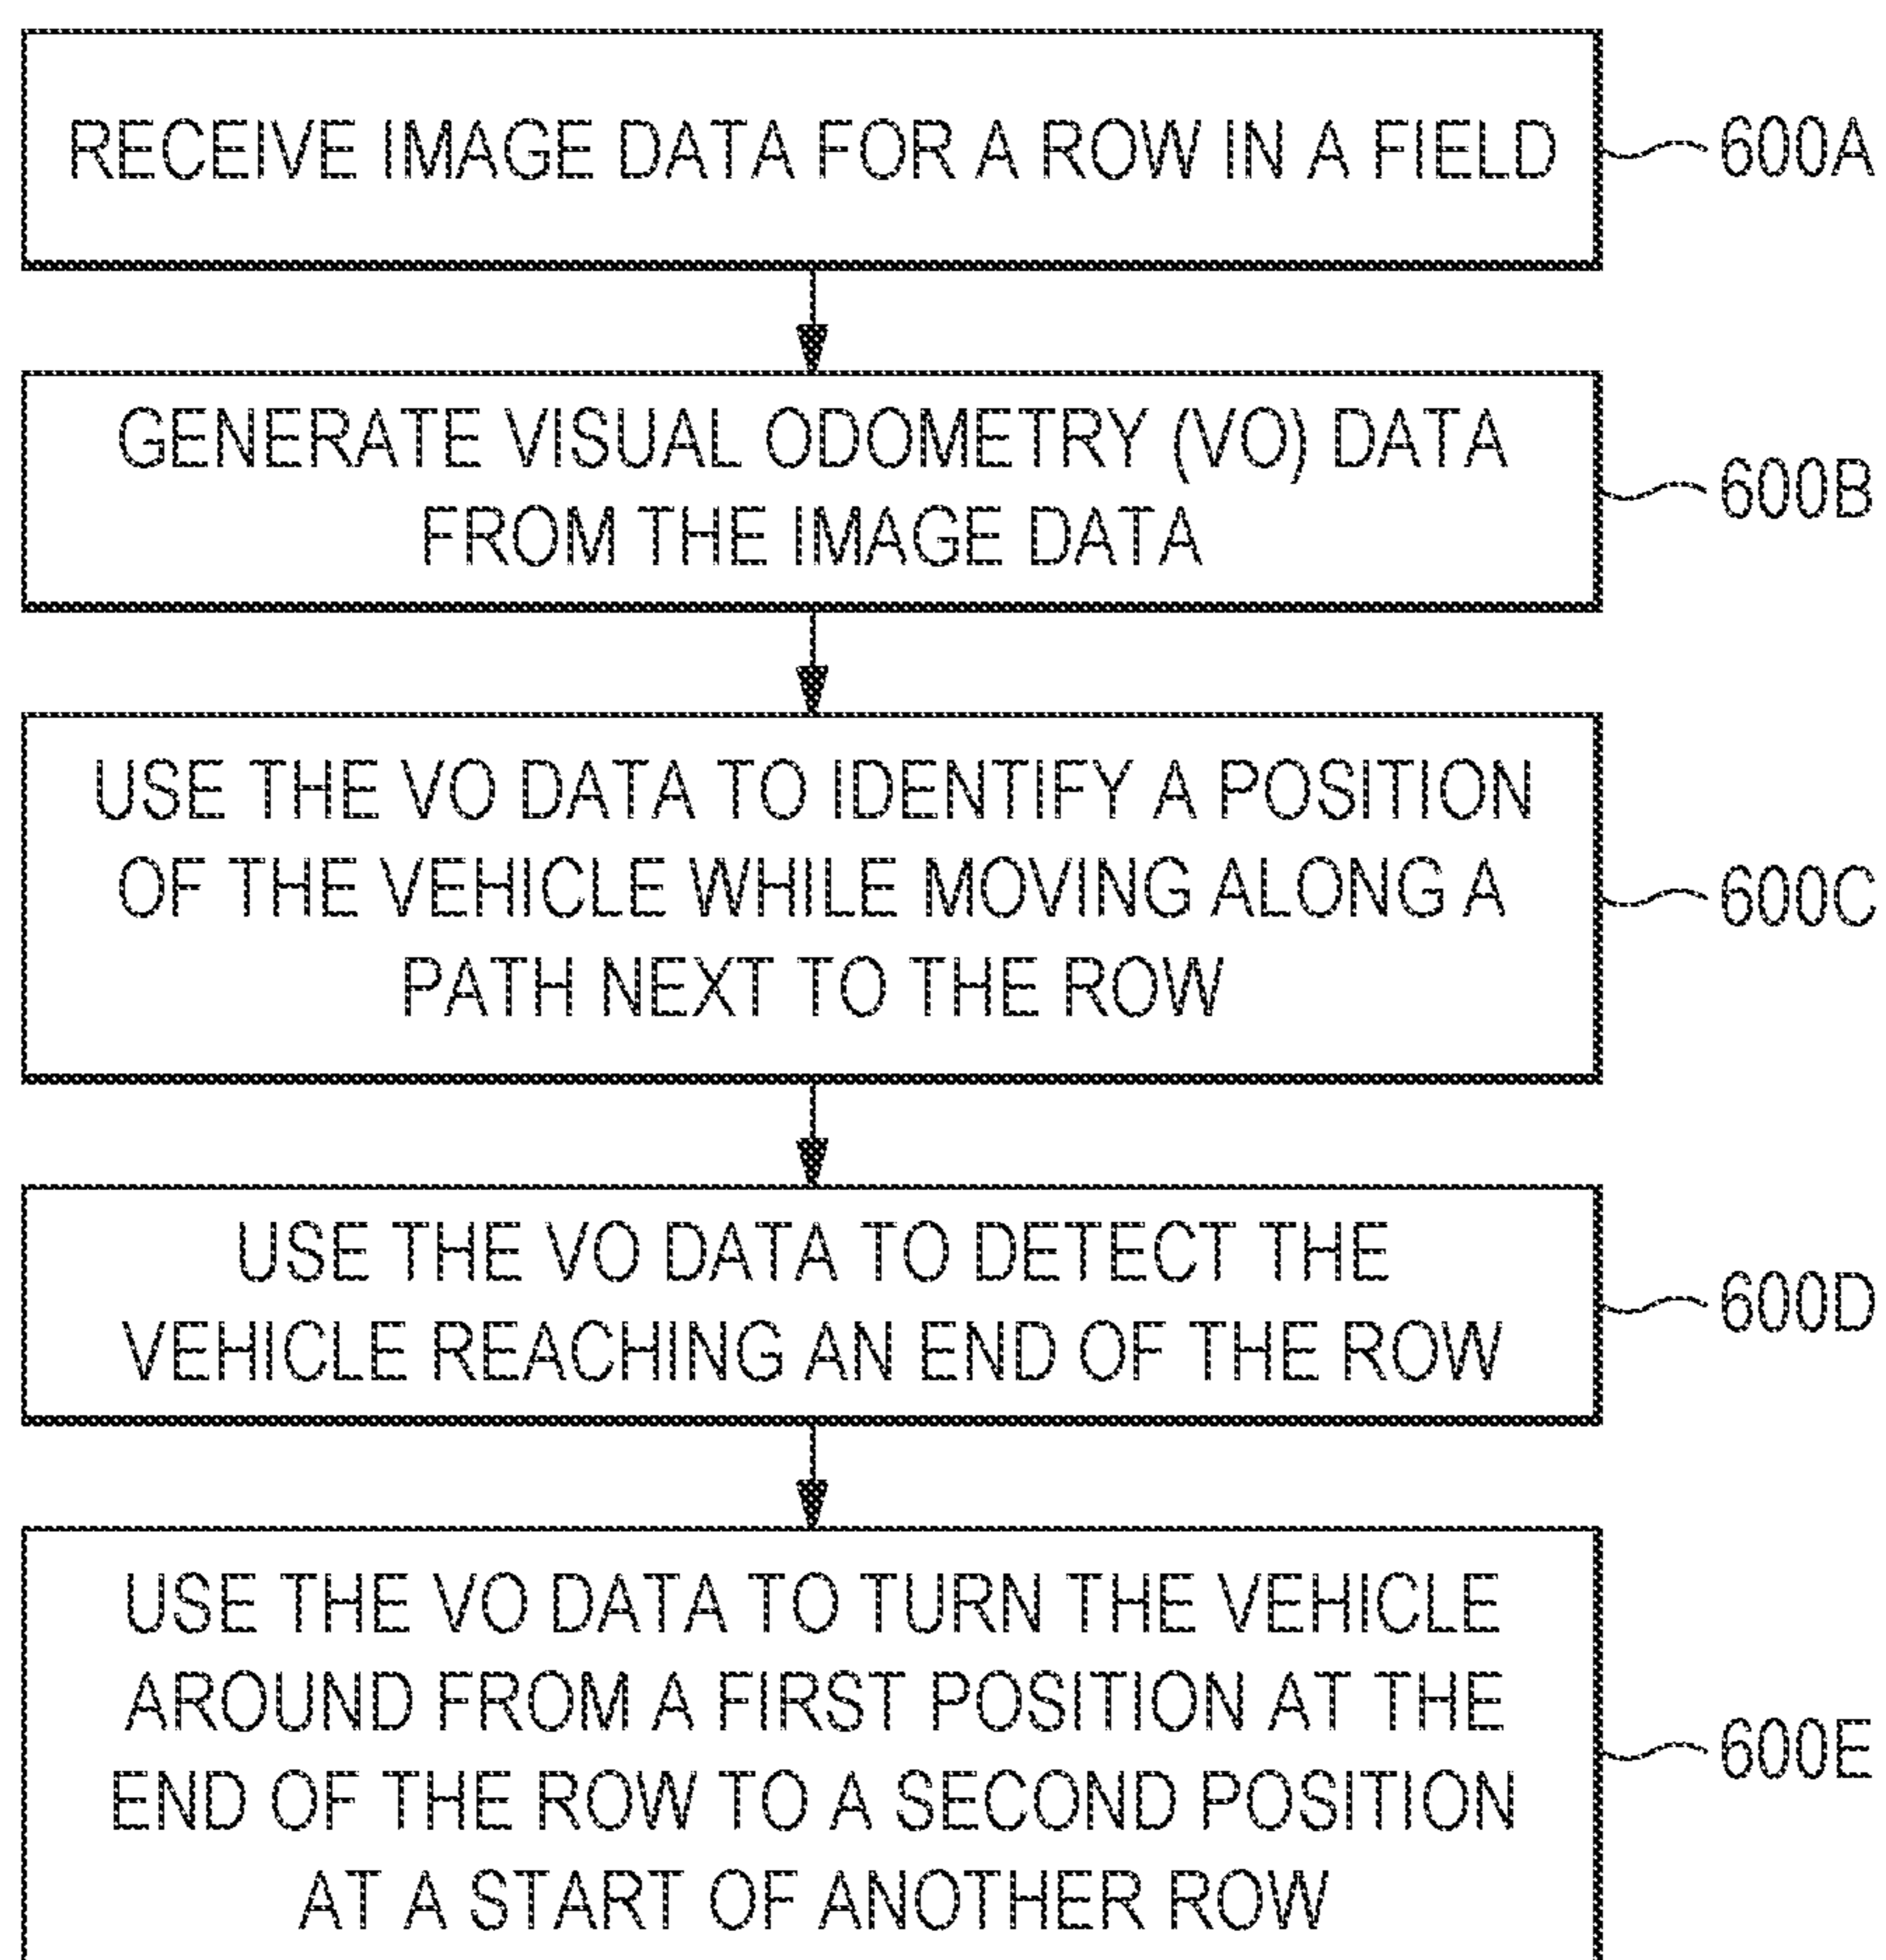 RECEIVE IMAGE DATA FOR A ROW IN A FIELD
600A
GENERATE VISUAL ODOMETRY (VO) DATA
FROM THE IMAGE DATA
600B
USE THE VO DATA TO IDENTIFY A POSITION
OF THE VEHICLE WHILE MOVING ALONG A
PATH NEXT TO THE ROW
600C
USE THE VO DATA TO DETECT THE
VEHICLE REACHING AN END OF THE ROW
600D
USE THE VO DATA TO TURN THE VEHICLE
AROUND FROM A FIRST POSITION AT THE
END OF THE ROW TO A SECOND POSITION
AT A START OF ANOTHER ROW
600E